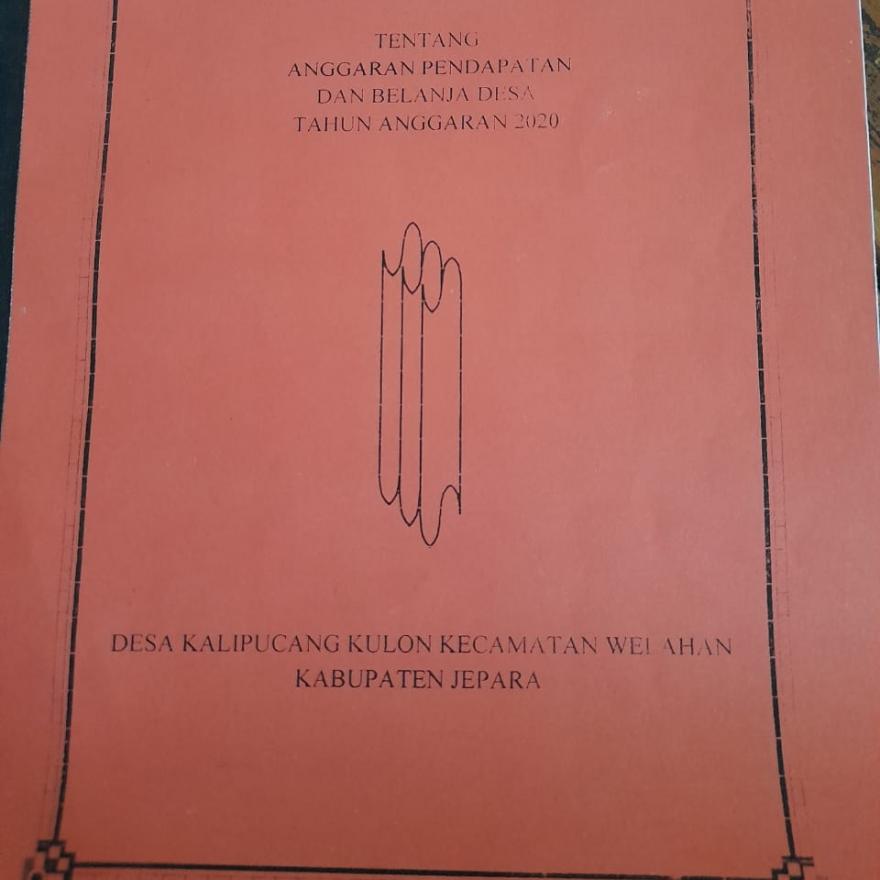 TENTANG
ANGGARAN PENDAPATAN
DAN BELANJA DESA
TAHUN ANGGARAN 2020
DESA KALIPUCANG KULON KECAMATAN WELAHAN
KABUPATEN JEPARA